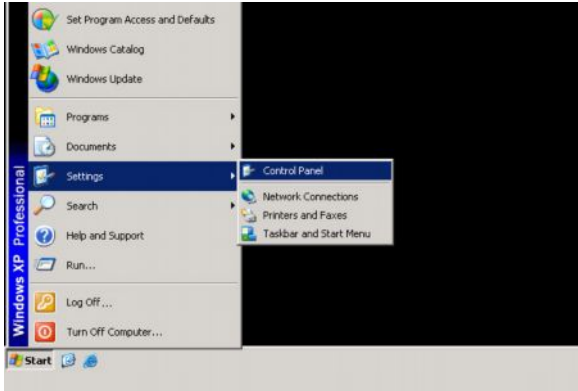 Set Program Access and Defaults
Windows Catalog
Windows Update
Programs
Documents
Settings
Control Panel
Network Connections
Printers and Faxes
Taskbar and Start Menu
Search
Help and Support
Run...
Log Off...
Turn Off Computer...
Windows XP Professional
Start